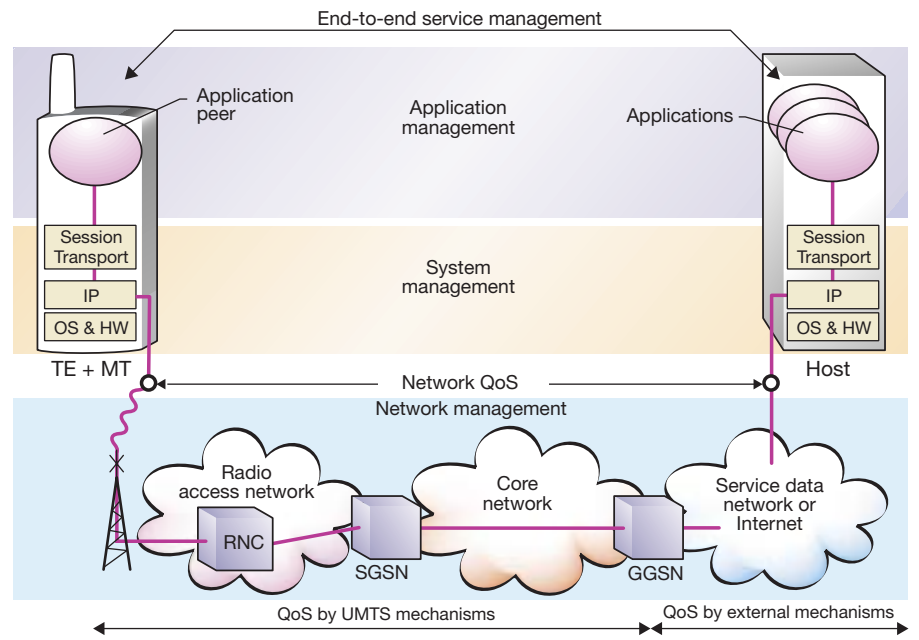 End-to-end service management
Application
peer
Application
management
Applications
Session
Transport
IP
OS & HW
TE + MT
System
management
Session
Transport
IP
OS & HW
Host
Network QoS
Network management
Radio
access network
RNC
SGSN
Core
network
GGSN
Service data
network or
Internet
QoS by UMTS mechanisms
QoS by external mechanisms